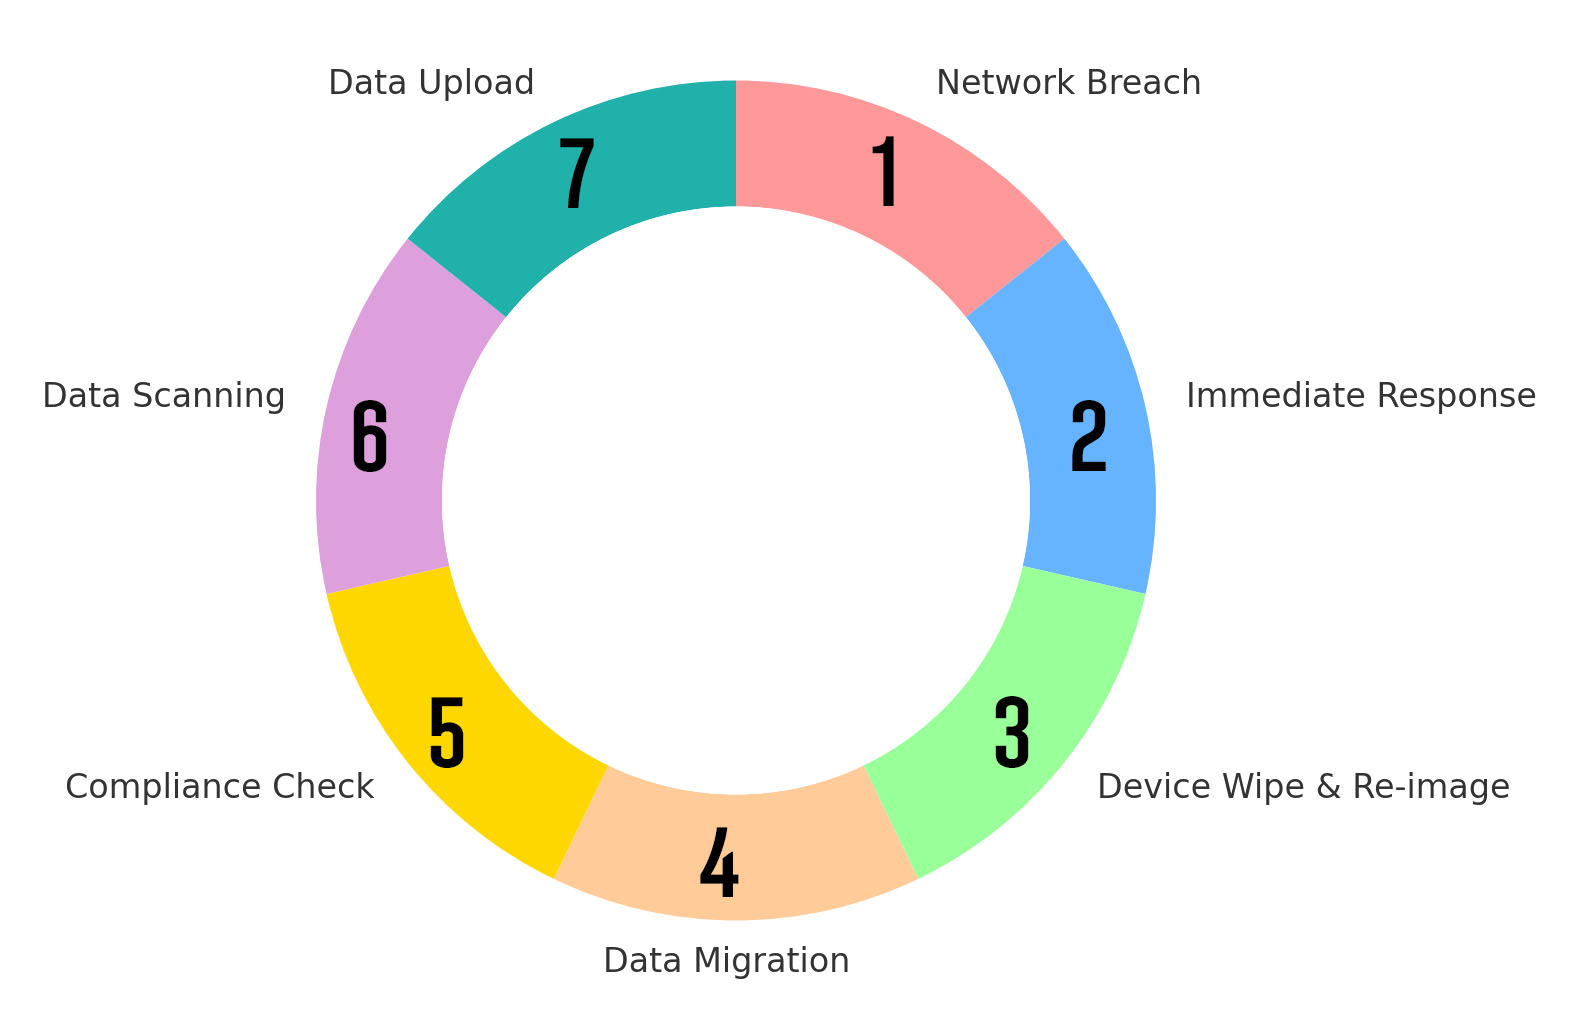 Data Upload
Network Breach
7
1
Data Scanning
Immediate Response
6
2
5
3
Compliance Check
Device Wipe & Re-image
4
Data Migration